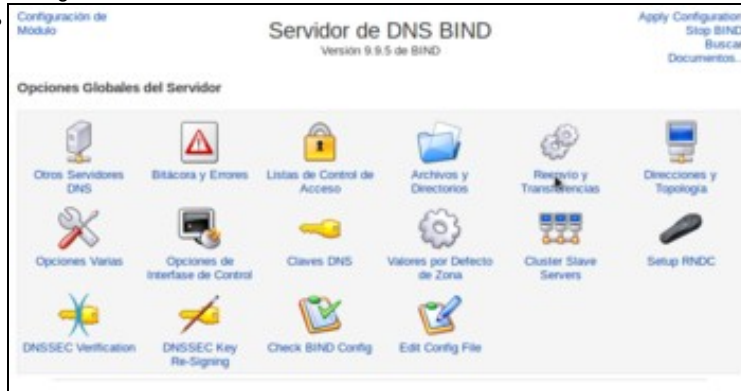 Configuración de
Módulo
Servidor de DNS BIND
Versión 9.9.5 de BIND
Apply Configuration
Stop BIND
Buscar
Documentos..
Opciones Globales del Servidor
Otros Servidores
DNS
Bitácora y Errores
Listas de Control de
Acceso
Archivos y
Directorios
Reenvío y
Transferencias
Direcciones y
Topología
Opciones Varias
Opciones de
Interfase de Control
Claves DNS
Valores por Defecto
de Zona
Cluster Slave
Servers
Setup RNDC
DNSSEC Verification
DNSSEC Key
Re-Signing
Check BIND Config
Edit Config File